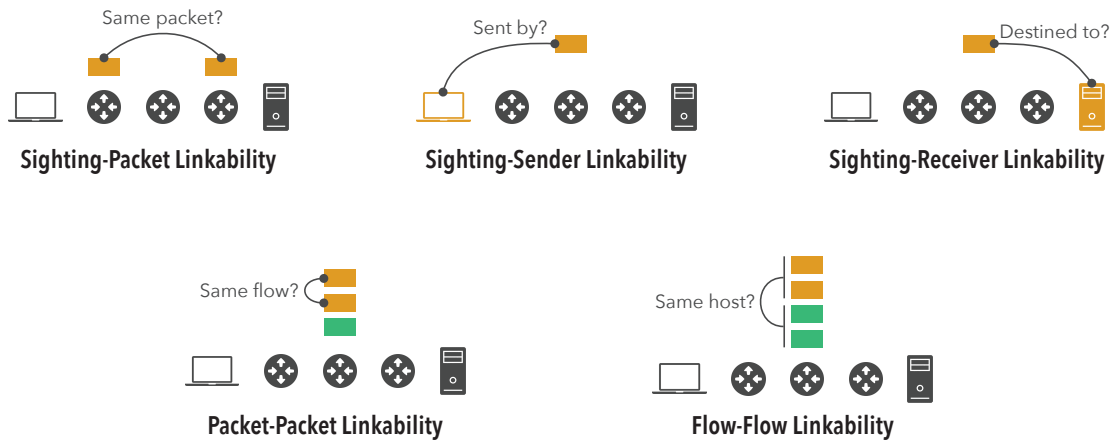 Same packet?
Sighting-Packet Linkability
Sent by?
Sighting-Sender Linkability
Destined to?
Sighting-Receiver Linkability
Same flow?
Packet-Packet Linkability
Same host?
Flow-Flow Linkability